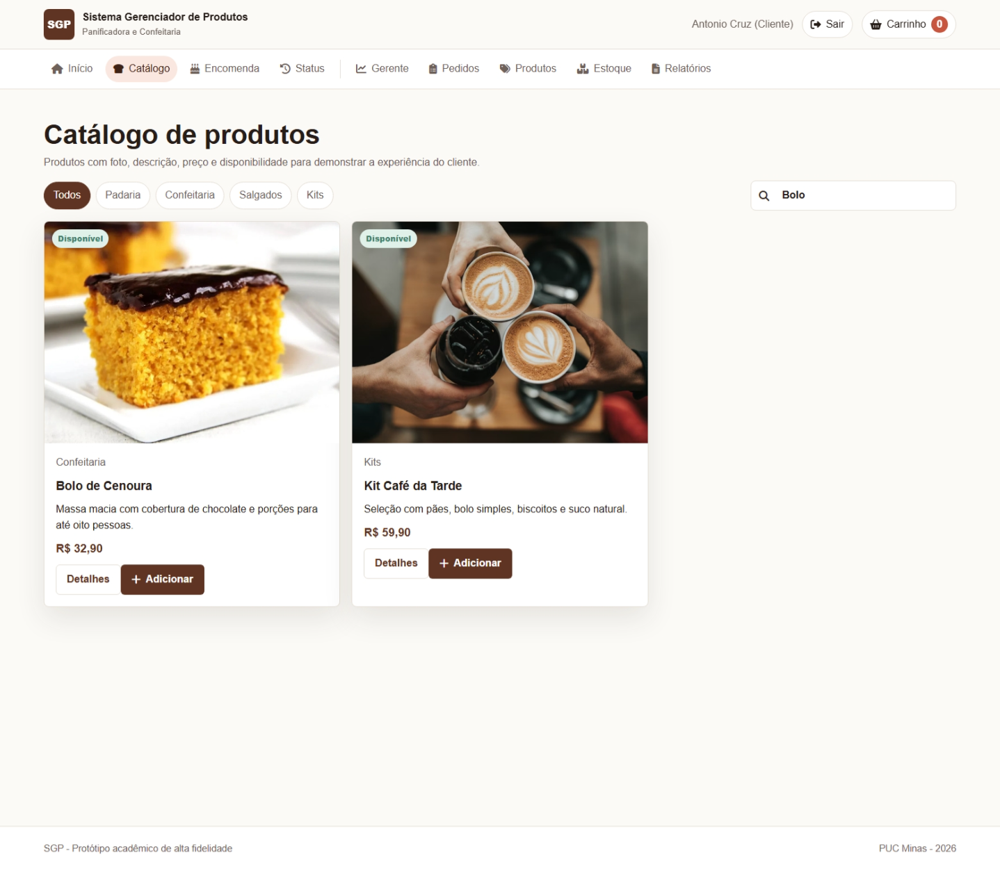 SGP
Sistema Gerenciador de Produtos
Panificadora e Confeitaria
Antonio Cruz (Cliente)
Sair
Carrinho 0
Início
Catálogo
Encomenda
Status
Gerente
Pedidos
Produtos
Estoque
Relatórios
Catálogo de produtos
Produtos com foto, descrição, preço e disponibilidade para demonstrar a experiência do cliente.
Todos
Padaria
Confeitaria
Salgados
Kits
Bolo
Disponível
Confeitaria
Bolo de Cenoura
Massa macia com cobertura de chocolate e porções para
até oito pessoas.
R$ 32,90
Detalhes
+ Adicionar
Disponível
Kits
Kit Café da Tarde
Seleção com pães, bolo simples, biscoitos e suco natural.
R$ 59,90
Detalhes
+ Adicionar
SGP - Protótipo acadêmico de alta fidelidade
PUC Minas - 2026